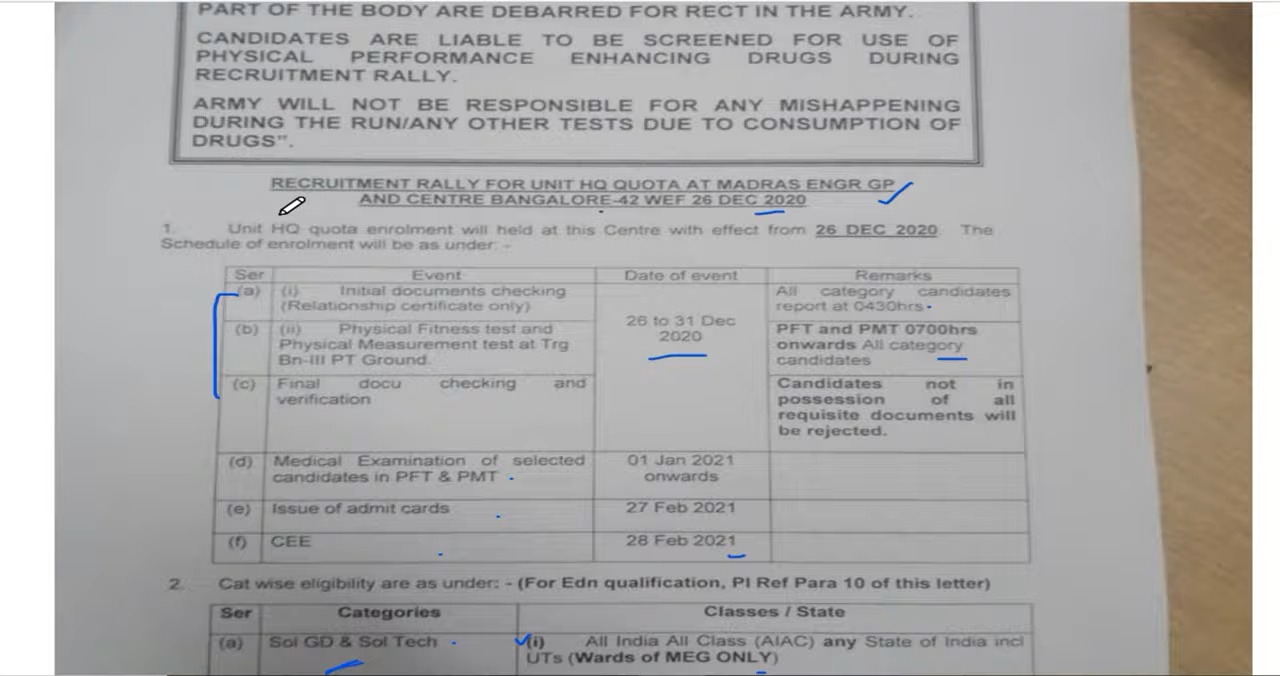 PART OF THE BODY ARE DEBARRED FOR RECT IN THE ARMY.
CANDIDATES ARE LIABLE TO BE SCREENED FOR USE OF
PHYSICAL PERFORMANCE ENHANCING DRUGS DURING
RECRUITMENT RALLY.
ARMY WILL NOT BE RESPONSIBLE FOR ANY MISHAPPENING
DURING THE RUN/ANY OTHER TESTS DUE TO CONSUMPTION OF
DRUGS".
RECRUITMENT RALLY FOR UNIT HQ QUOTA AT MADRAS ENGR GP
AND CENTRE BANGALORE-42 WEF 26 DEC 2020
1. Unit HQ quota enrolment will held at this Centre with effect from 26 DEC 2020. The
Schedule of enrolment will be as under: -
Ser Event Date of event Remarks
(a) (i) Initial documents checking
(Relationship certificate only)
26 to 31 Dec
2020
All category candidates
report at 0430hrs
(b) (ii) Physical Fitness test and
Physical Measurement test at Trg
Bn-III PT Ground.
PFT and PMT 0700hrs
onwards All category
candidates
(c) Final docu checking and
verification
Candidates not in
possession of all
requisite documents will
be rejected.
(d) Medical Examination of selected
candidates in PFT & PMT
01 Jan 2021
onwards
(e) Issue of admit cards 27 Feb 2021
(f) CEE 28 Feb 2021
2. Cat wise eligibility are as under: - (For Edn qualification, Pl Ref Para 10 of this letter)
Ser Categories Classes / State
(a) Sol GD & Sol Tech (i) All India All Class (AIAC) any State of India incl
UTs (Wards of MEG ONLY)